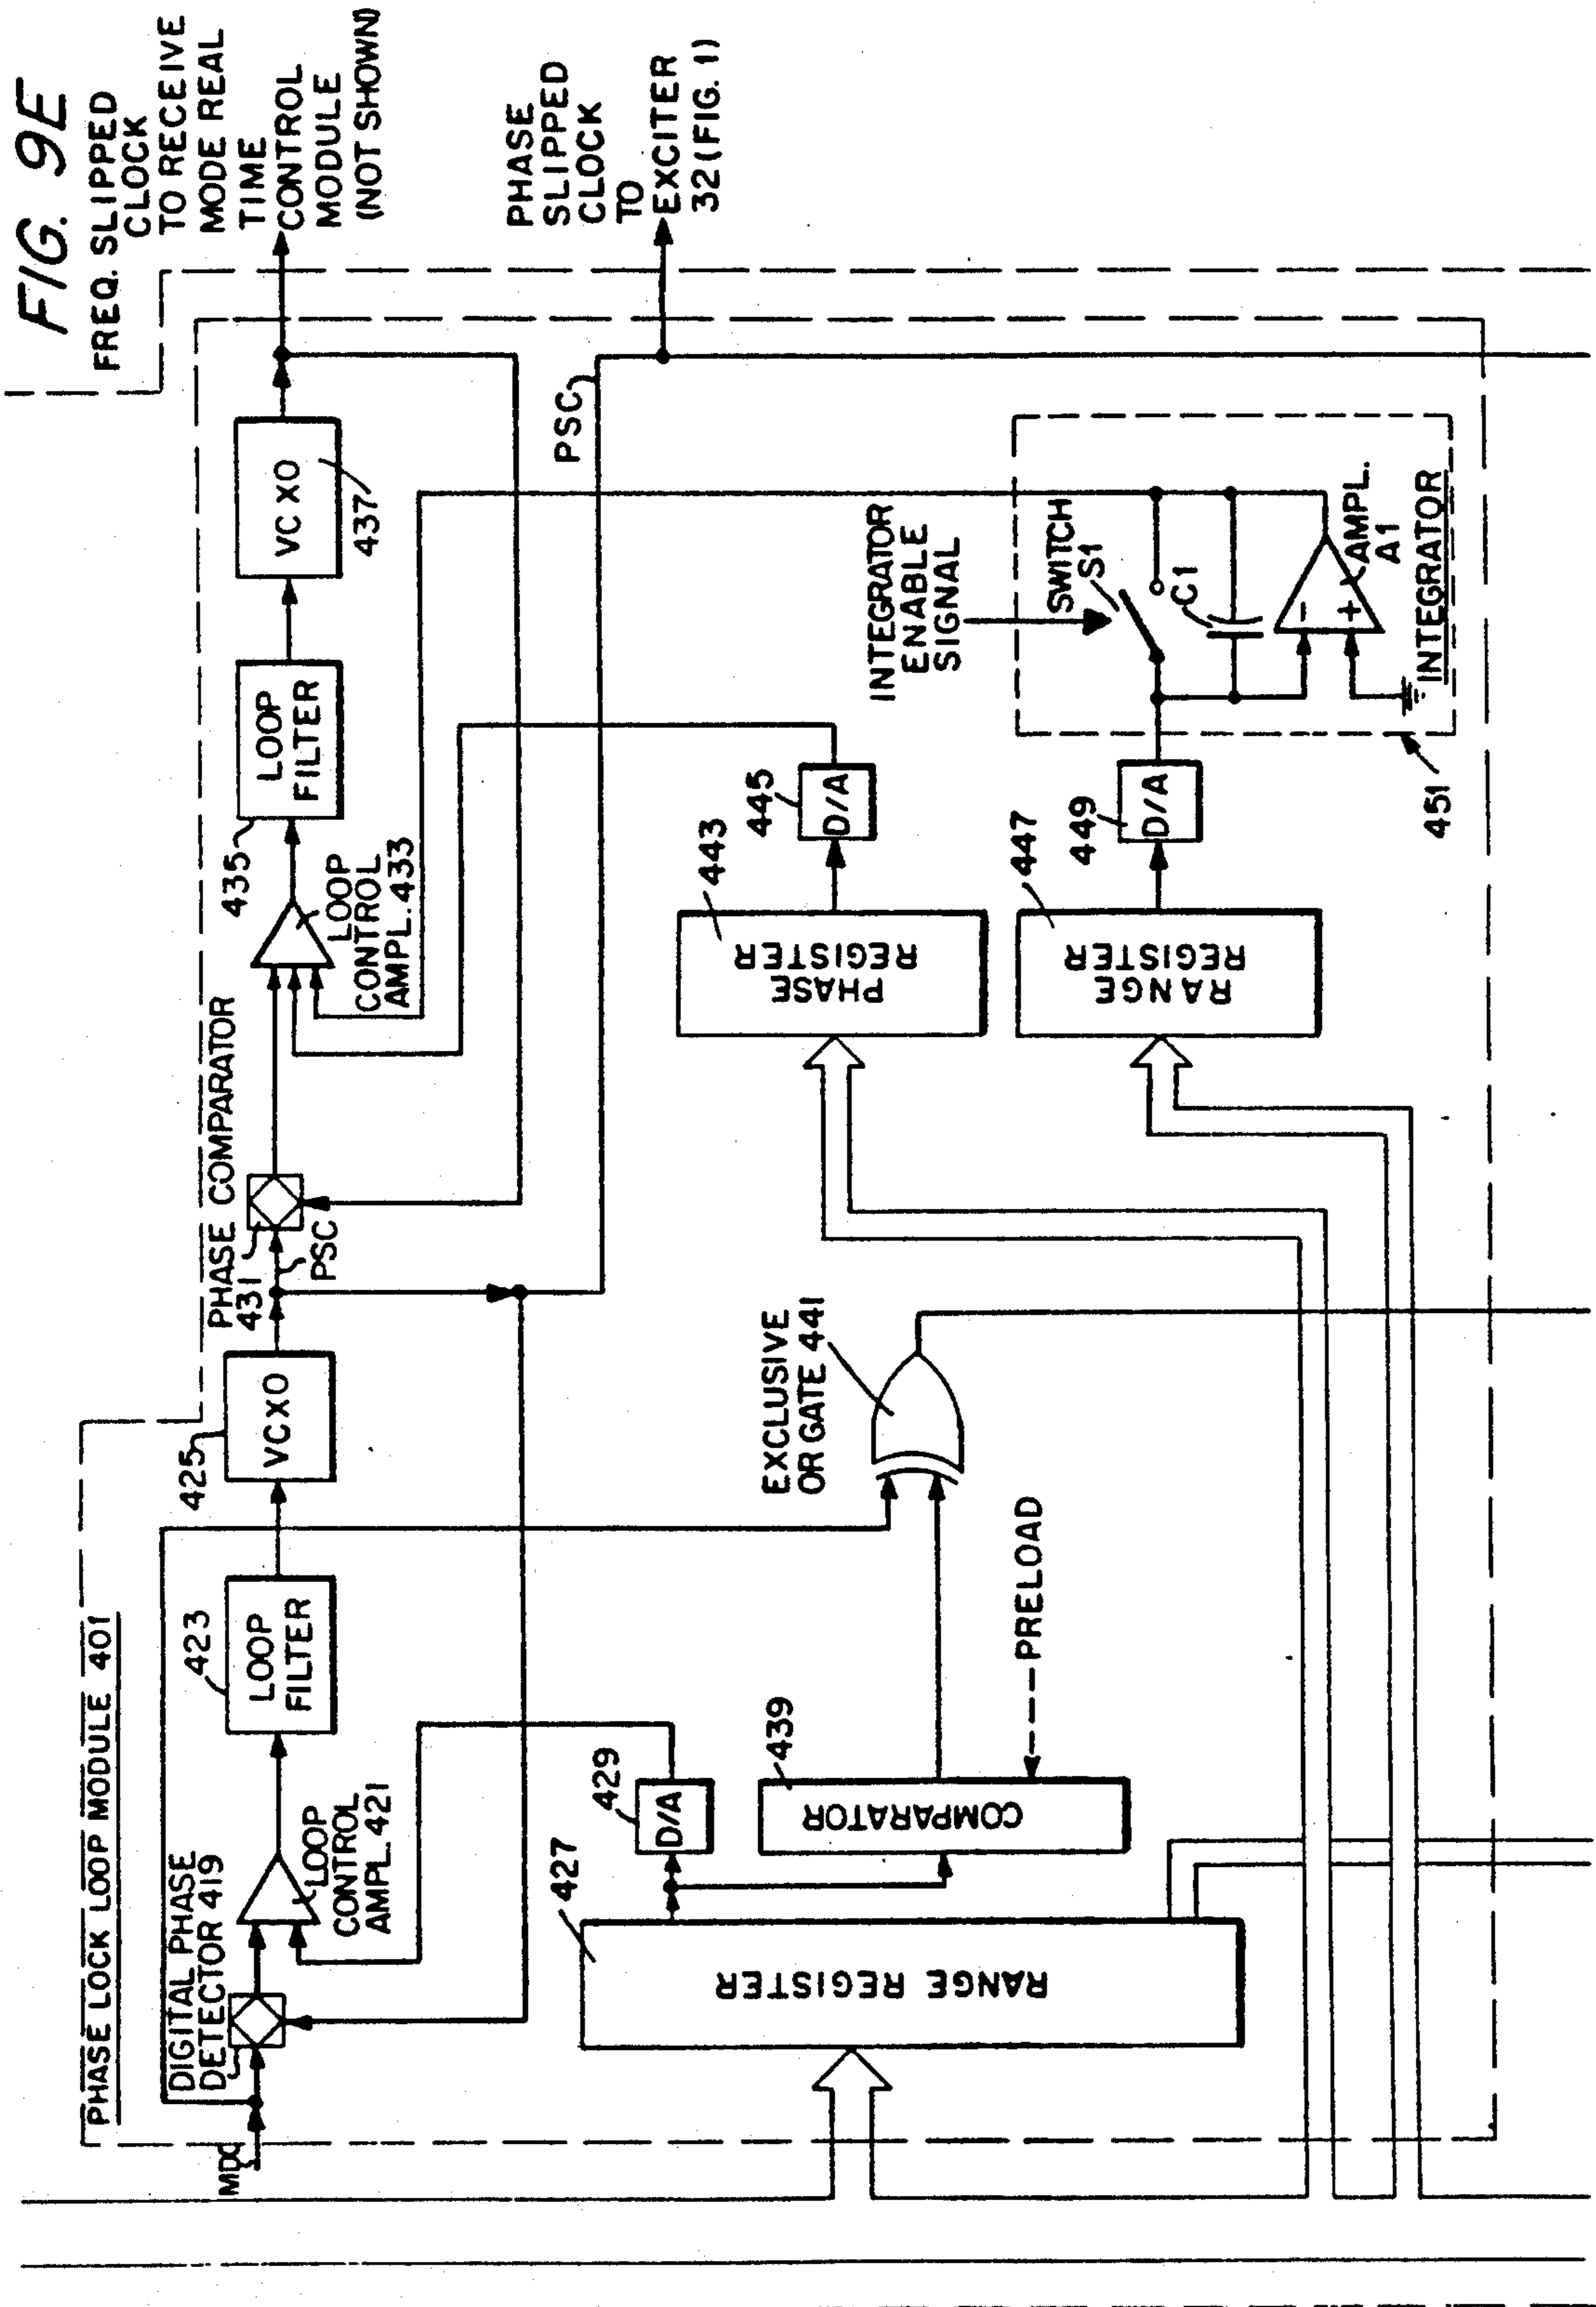 FIG. 9E
FREQ. SLIPPED
CLOCK
TO RECEIVE
MODE REAL
TIME
CONTROL
MODULE
(NOT SHOWN)
PHASE
SLIPPED
CLOCK
TO
EXCITER
32(FIG. 1)
PHASE LOCK LOOP MODULE 401
MDC
DIGITAL PHASE
DETECTOR 419
LOOP
CONTROL
AMPL. 421
423
LOOP
FILTER
425
VCXO
PHASE COMPARATOR
431
PSC
LOOP
CONTROL
AMPL. 433
435
LOOP
FILTER
VCXO
437
PSC
427
RANGE REGISTER
429
D/A
439
COMPARATOR
PRELOAD
EXCLUSIVE
OR GATE 441
443
PHASE
REGISTER
445
D/A
447
RANGE
REGISTER
449
D/A
INTEGRATOR
ENABLE
SIGNAL
SWITCH
S1
C1
-
+
AMPL.
A1
INTEGRATOR
451